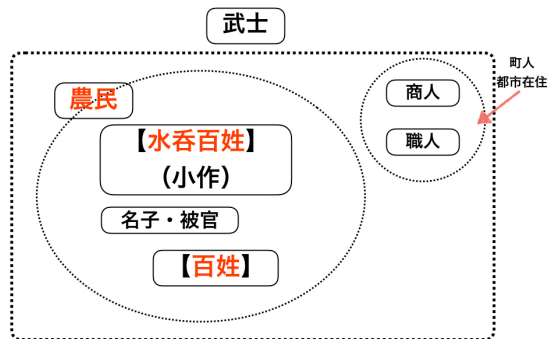 武士
町人
都市在住
農民
商人
【水呑百姓】
（小作）
職人
名子・被官
【百姓】